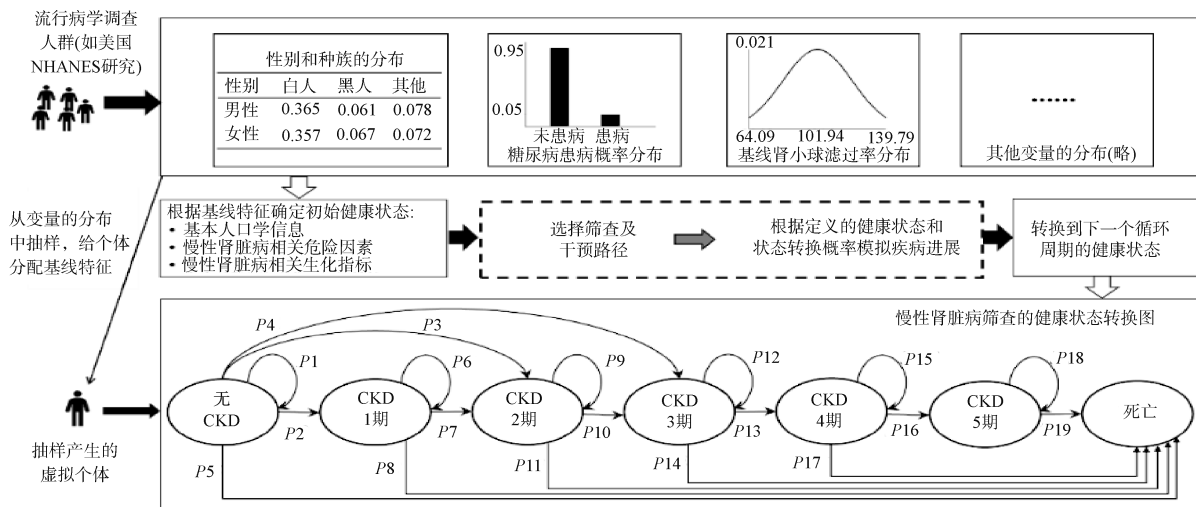 流行病学调查
人群(如美国
NHANES研究)
性别和种族的分布
性别 白人 黑人 其他
男性 0.365 0.061 0.078
女性 0.357 0.067 0.072
0.95
0.05
未患病 患病
糖尿病患病概率分布
0.021
64.09 101.94 139.79
基线肾小球滤过率分布
······
其他变量的分布(略)
从变量的分布
中抽样，给个体
分配基线特征
根据基线特征确定初始健康状态:
• 基本人口学信息
• 慢性肾脏病相关危险因素
• 慢性肾脏病相关生化指标
选择筛查及
干预路径
根据定义的健康状态和
状态转换概率模拟疾病进展
转换到下一个循环
周期的健康状态
慢性肾脏病筛查的健康状态转换图
P4
P3
P1
P6
P9
P12
P15
P18
无
CKD
CKD
1期
CKD
2期
CKD
3期
CKD
4期
CKD
5期
死亡
P2
P7
P10
P13
P16
P19
P5
P8
P11
P14
P17
抽样产生的
虚拟个体